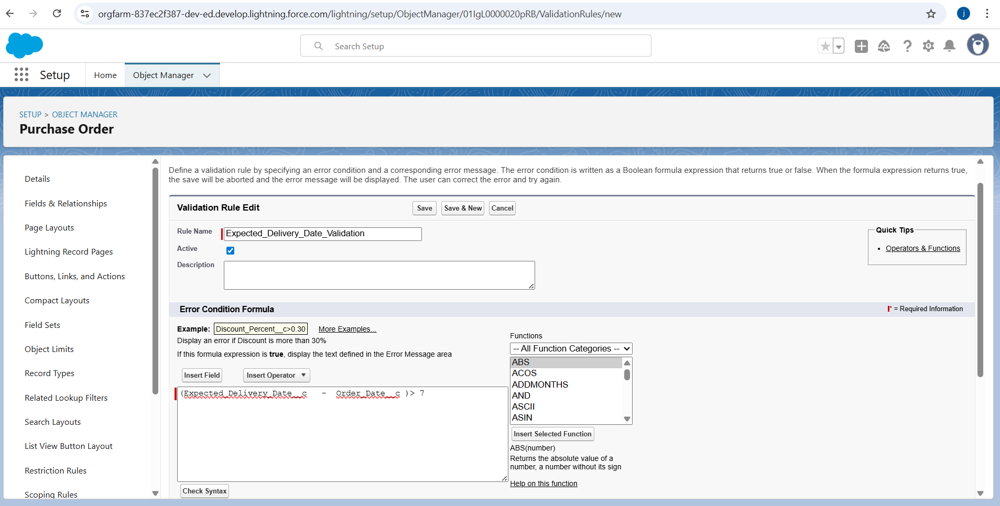 orgfarm-837ec2f387-dev-ed.develop.lightning.force.com/lightning/setup/ObjectManager/01IgL0000020pRB/ValidationRules/new
j
Search Setup
Setup
Home
Object Manager
SETUP > OBJECT MANAGER
Purchase Order
Details
Fields & Relationships
Page Layouts
Lightning Record Pages
Buttons, Links, and Actions
Compact Layouts
Field Sets
Object Limits
Record Types
Related Lookup Filters
Search Layouts
List View Button Layout
Restriction Rules
Scoping Rules
Define a validation rule by specifying an error condition and a corresponding error message. The error condition is written as a Boolean formula expression that returns true or false. When the formula expression returns true,
the save will be aborted and the error message will be displayed. The user can correct the error and try again.
Validation Rule Edit
Save
Save & New
Cancel
Rule Name
Expected_Delivery_Date_Validation
Active
Description
Quick Tips
• Operators & Functions
Error Condition Formula
|* = Required Information
Example: Discount_Percent__c>0.30 More Examples...
Display an error if Discount is more than 30%
If this formula expression is true, display the text defined in the Error Message area
Insert Field
Insert Operator
(Expected_Delivery_Date__c - Order_Date__c )> 7
Check Syntax
Functions
-- All Function Categories --
ABS
ACOS
ADDMONTHS
AND
ASCII
ASIN
Insert Selected Function
ABS(number)
Returns the absolute value of a
number, a number without its sign
Help on this function